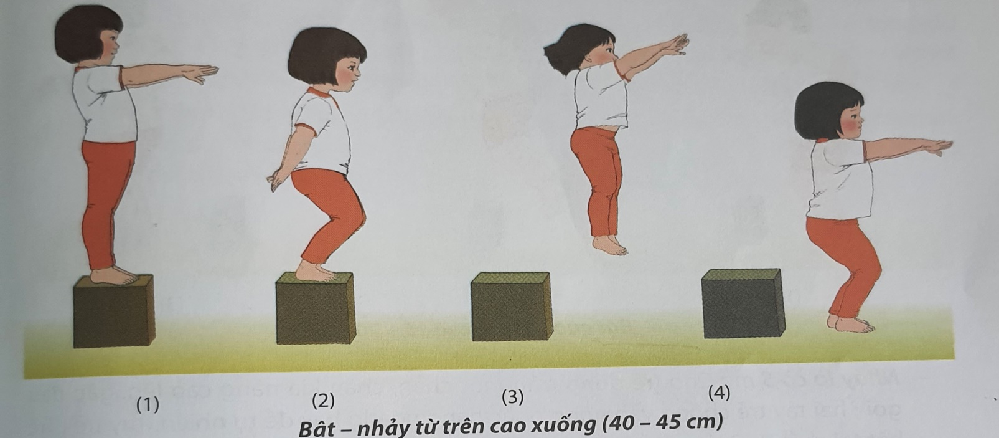 (1) (2) (3) (4)
Bật – nhảy từ trên cao xuống (40 – 45 cm)